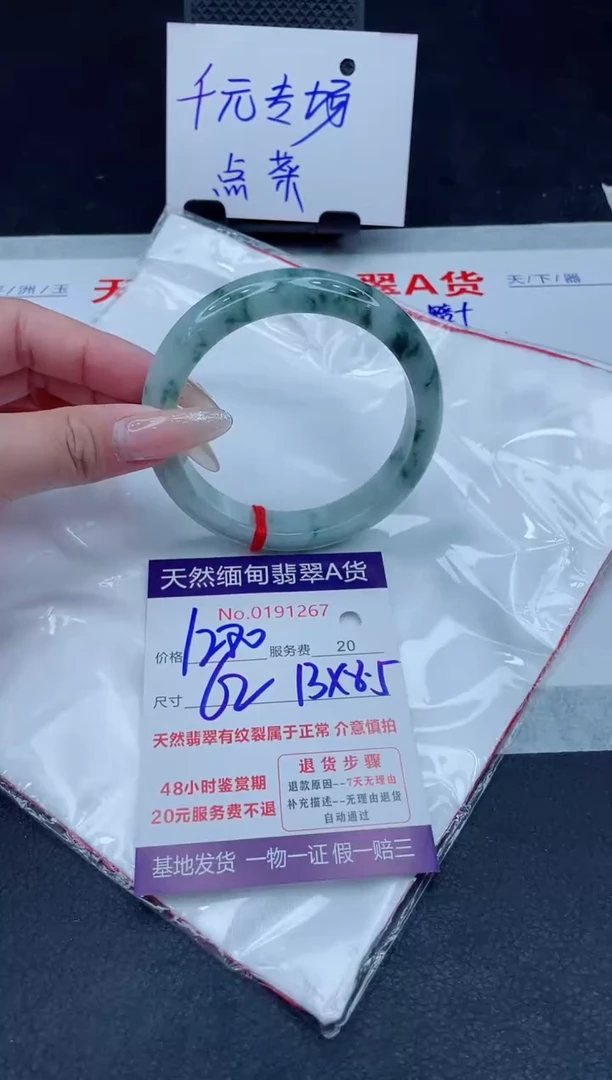 千元专场
点菜
平/洲/玉
天
翡翠A货
天/下/器
赔十
天然缅甸翡翠A货
No.0191267
价格 1280 服务费 20
尺寸 62 13X8.5
天然翡翠有纹裂属于正常 介意慎拍
48小时鉴赏期
20元服务费不退
退货步骤
退款原因--7天无理由
补充描述--无理由退货
自动通过
基地发货 一物一证 假一赔三